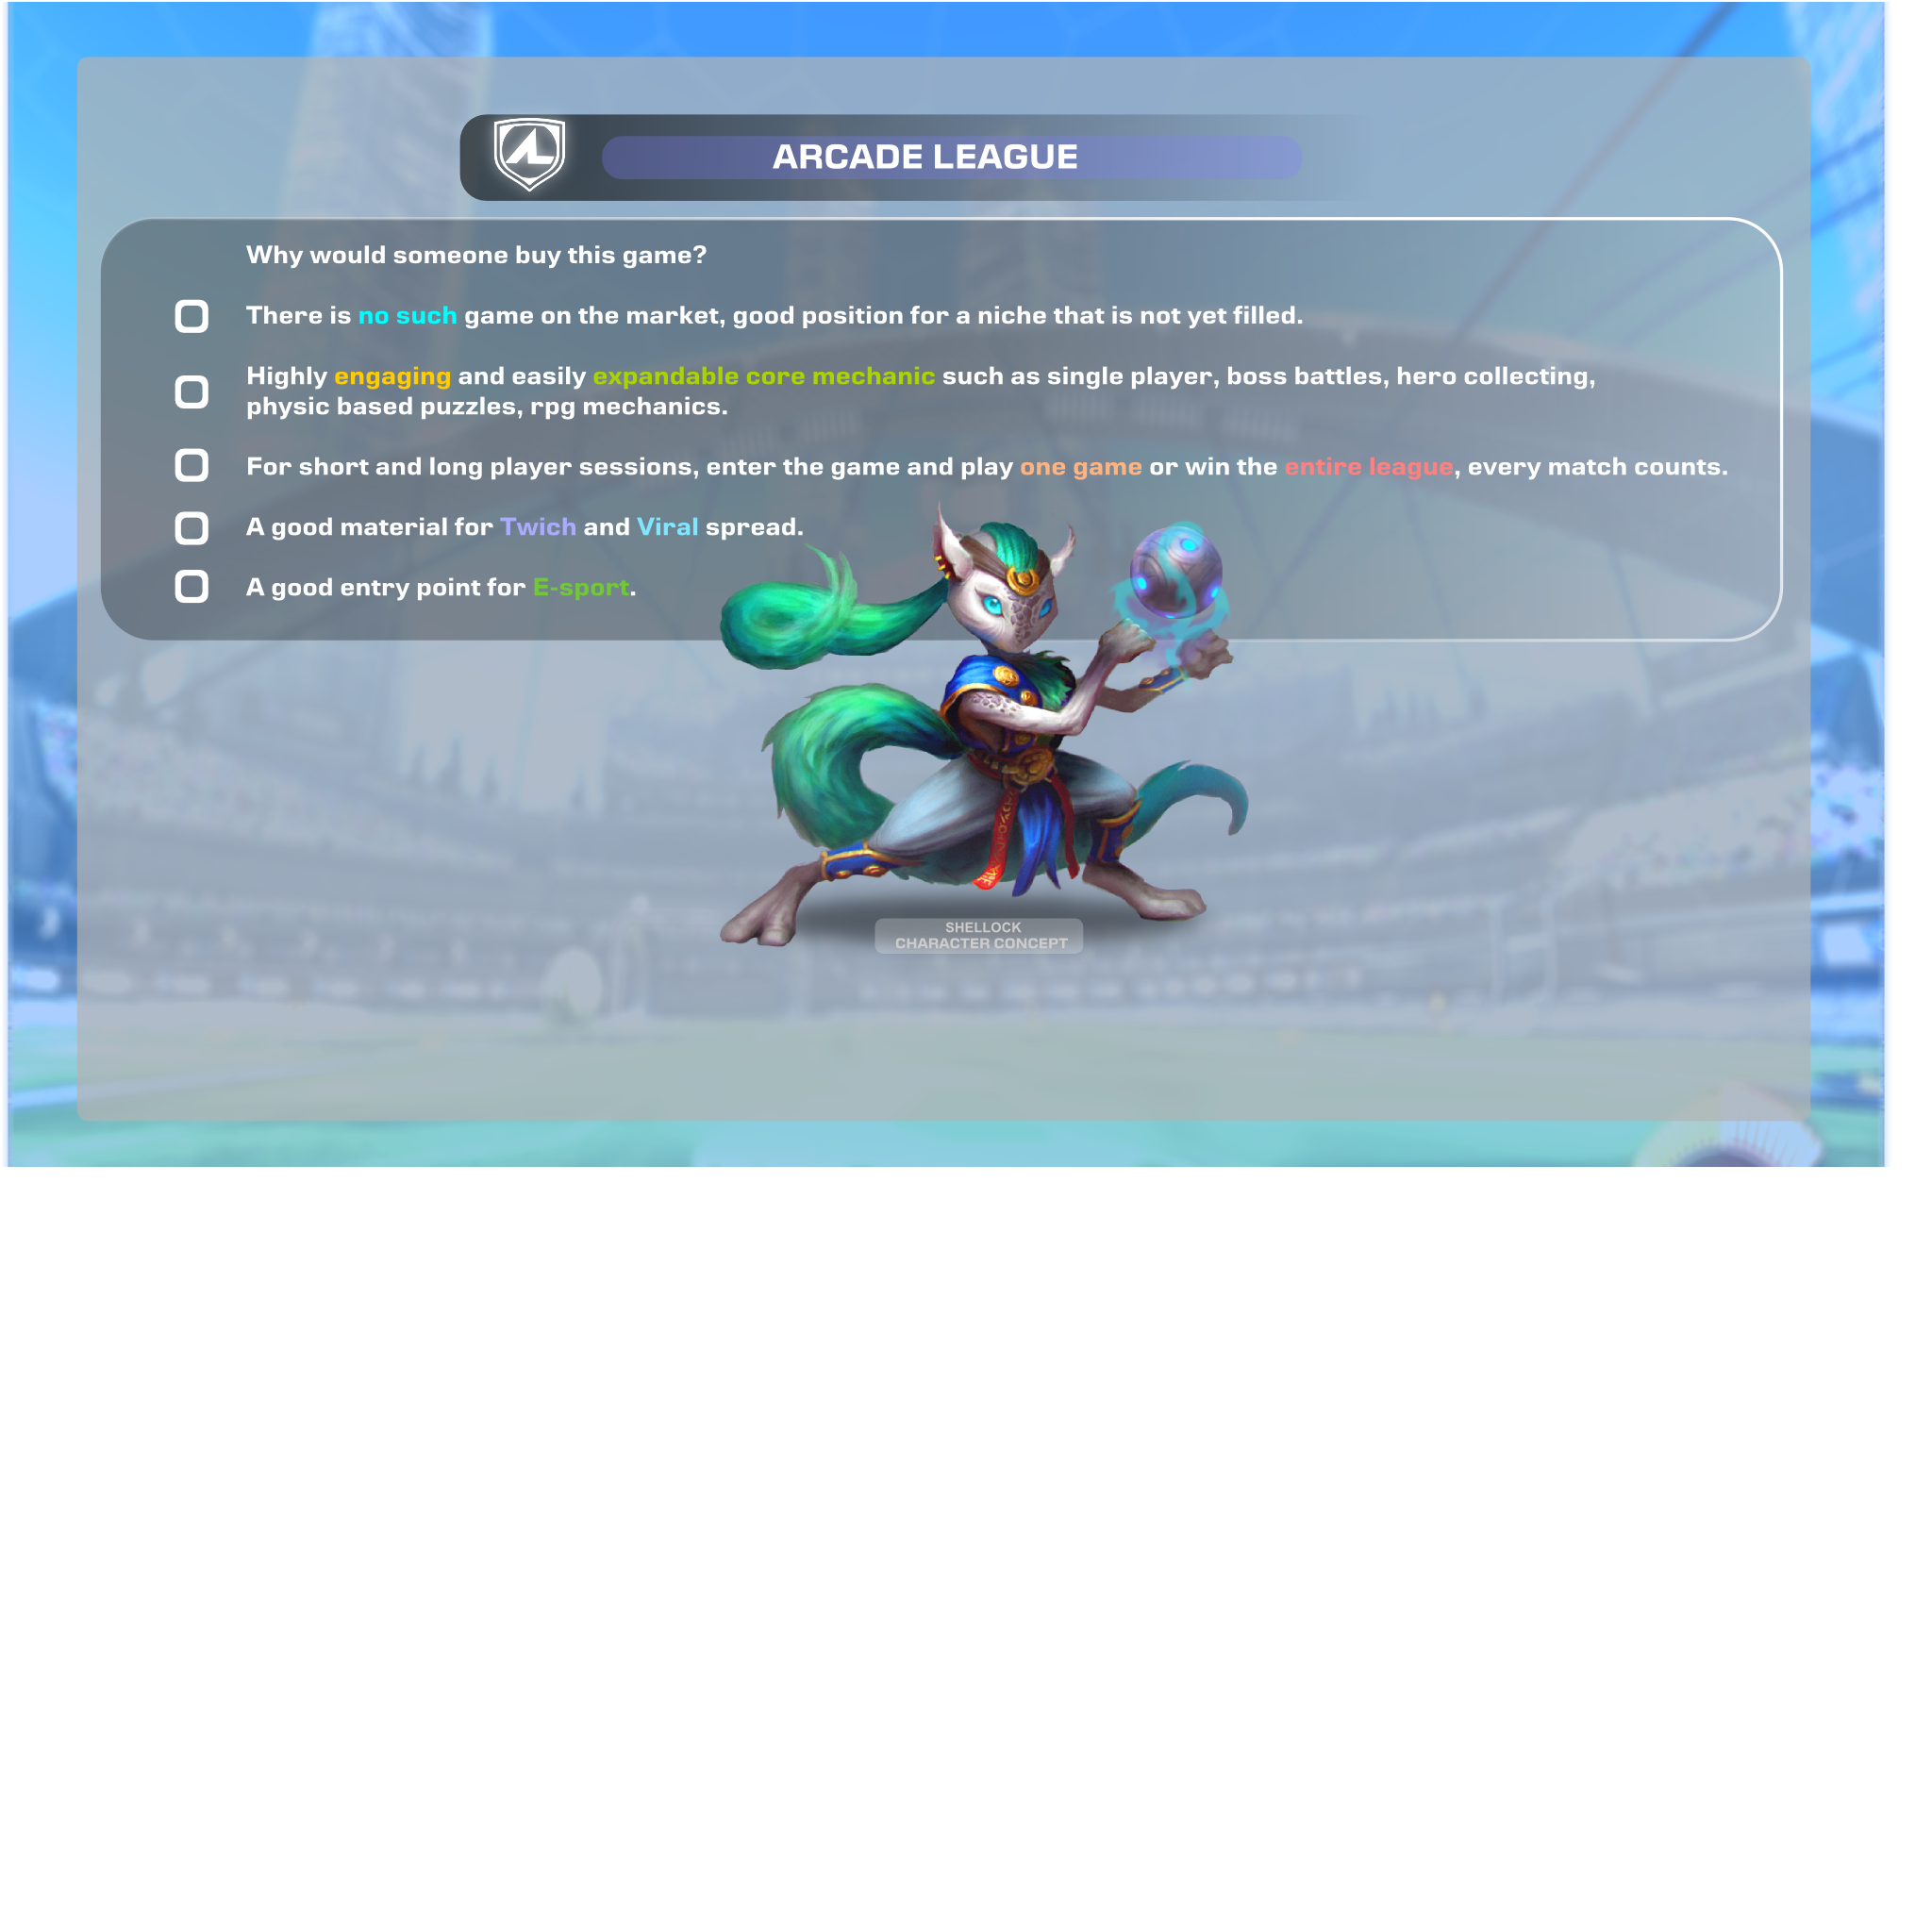 ARCADE LEAGUE
Why would someone buy this game?
There is no such game on the market, good position for a niche that is not yet filled.
Highly engaging and easily expandable core mechanic such as single player, boss battles, hero collecting,
physic based puzzles, rpg mechanics.
For short and long player sessions, enter the game and play one game or win the entire league, every match counts.
A good material for Twich and Viral spread.
A good entry point for E-sport.
SHELLOCK
CHARACTER CONCEPT